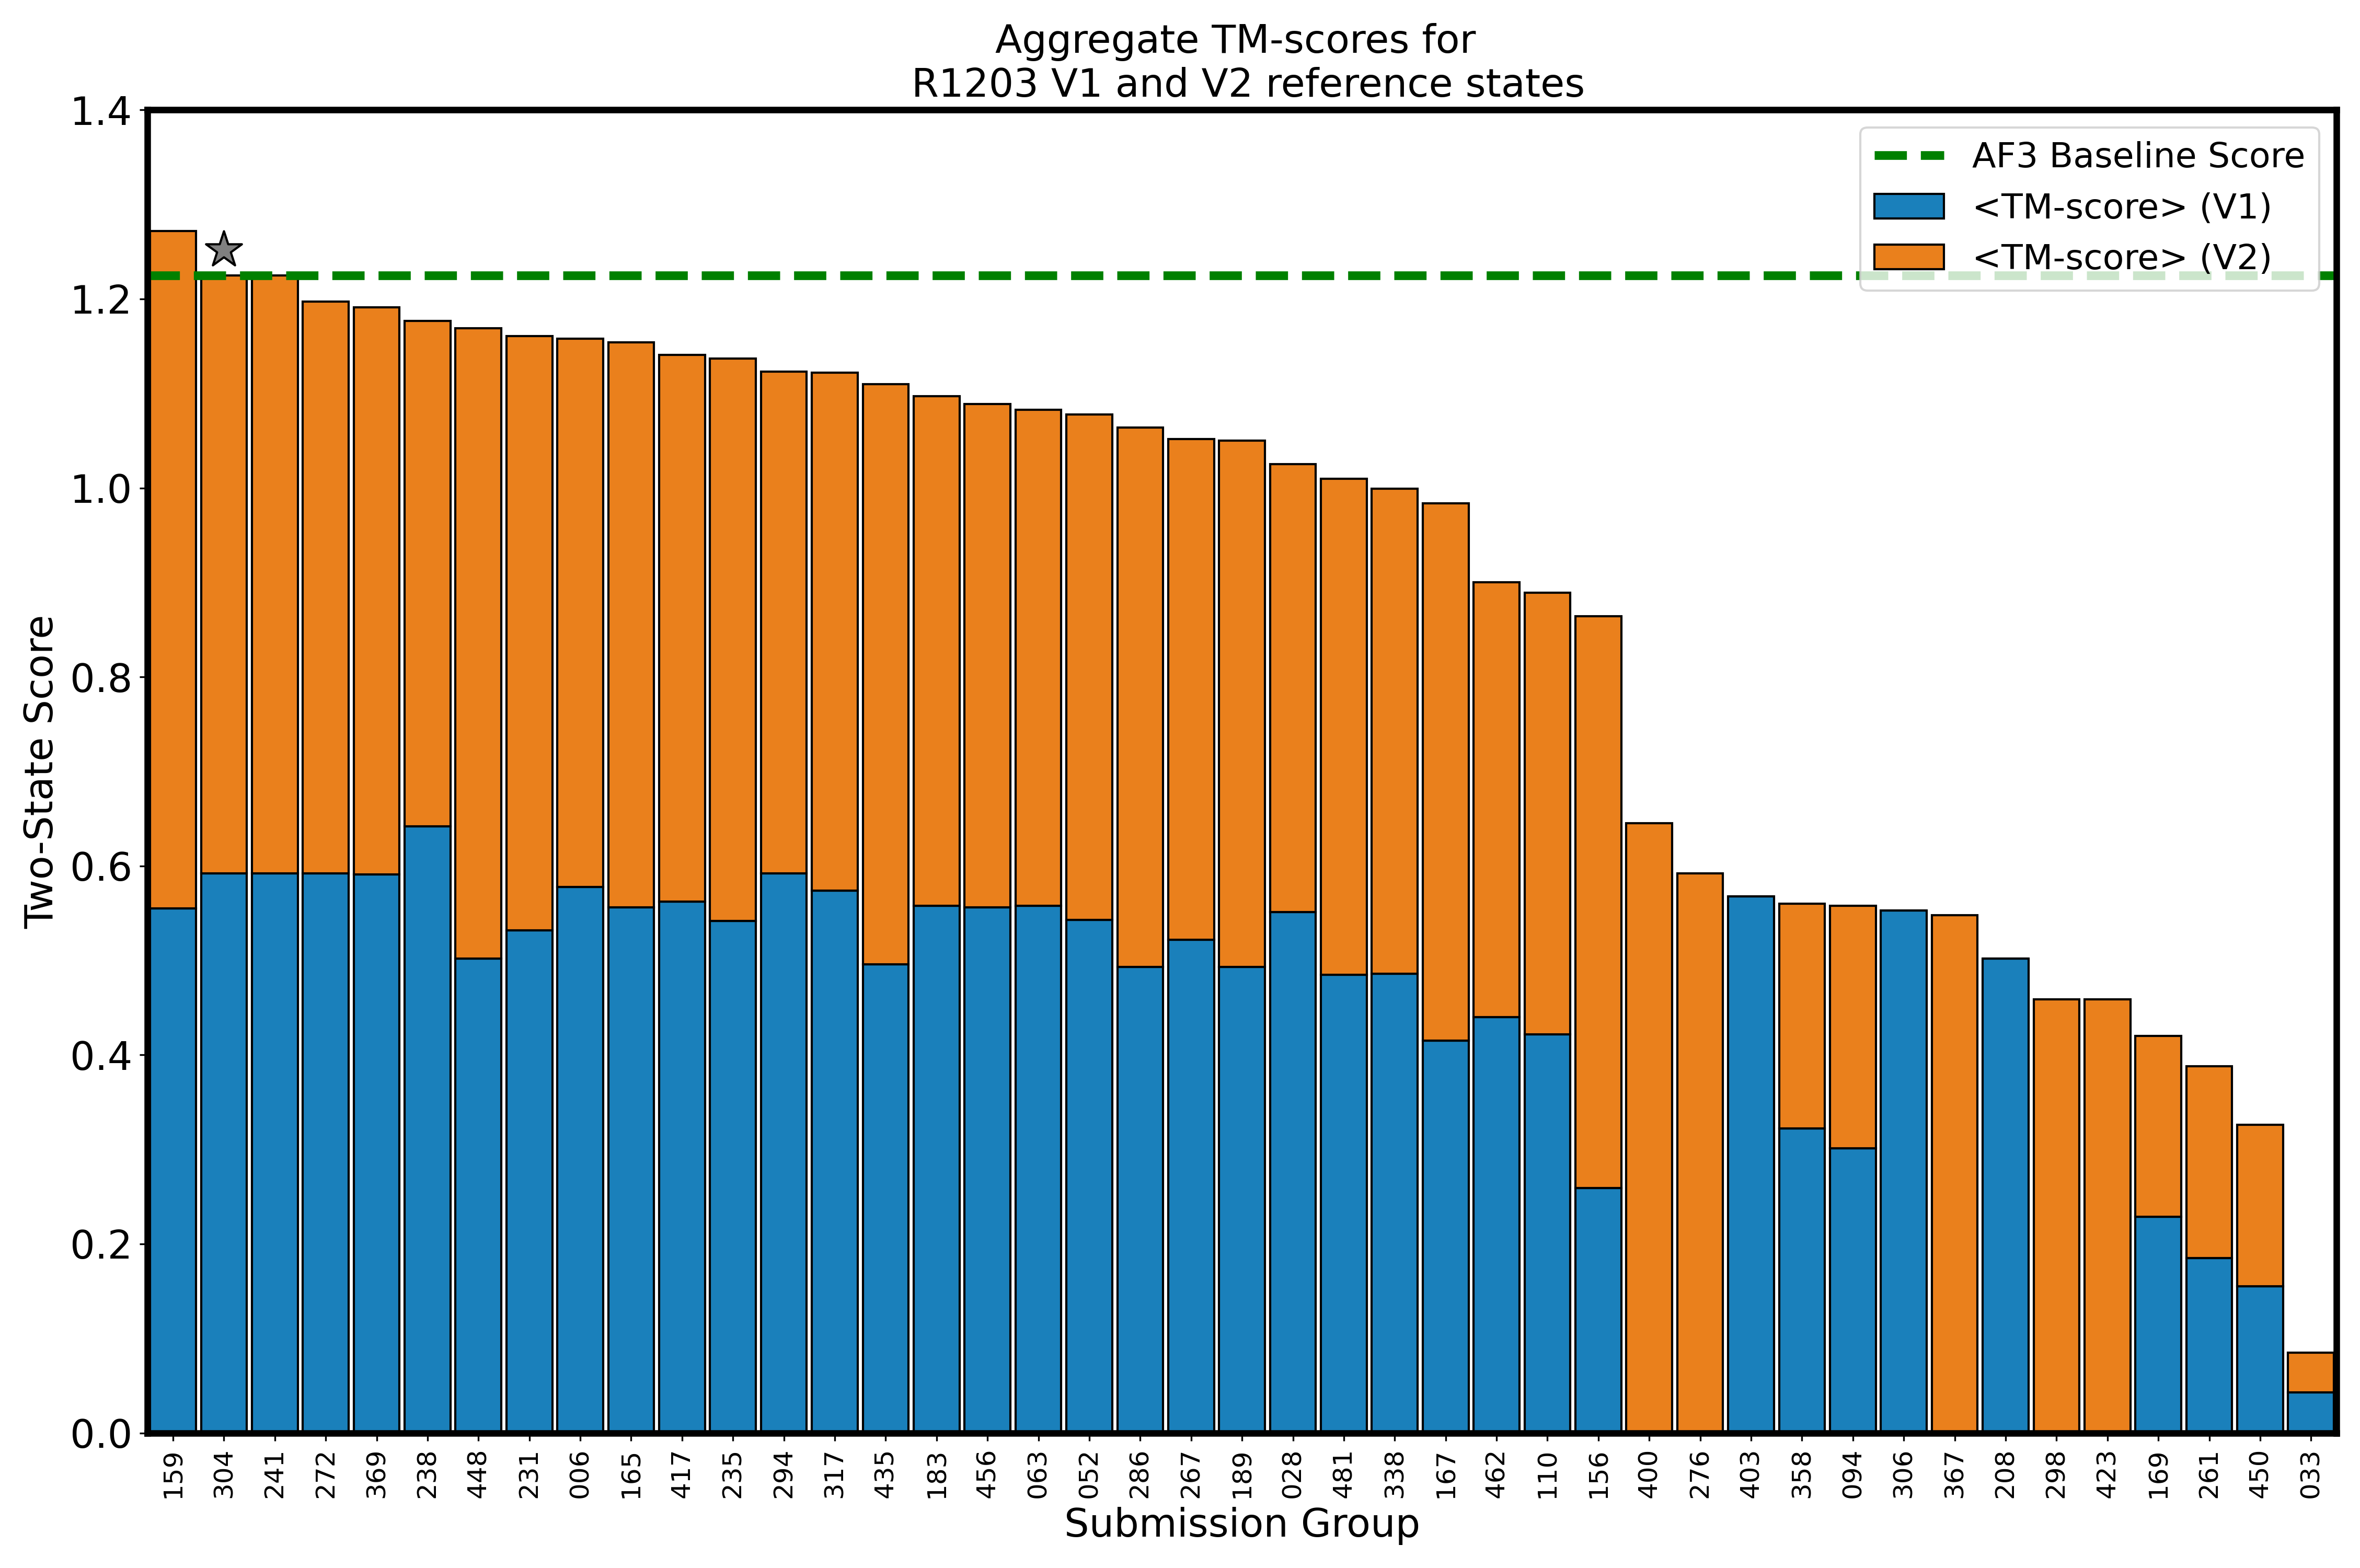 Aggregate TM-scores for
R1203 V1 and V2 reference states
AF3 Baseline Score
<TM-score> (V1)
<TM-score> (V2)
Two-State Score
1.4
1.2
1.0
0.8
0.6
0.4
0.2
0.0
159 304 241 272 369 238 448 231 006 165 417 235 294 317 435 183 456 063 052 286 267 189 028 481 338 167 462 110 156 400 276 403 358 094 306 367 208 298 423 169 261 450 033
Submission Group